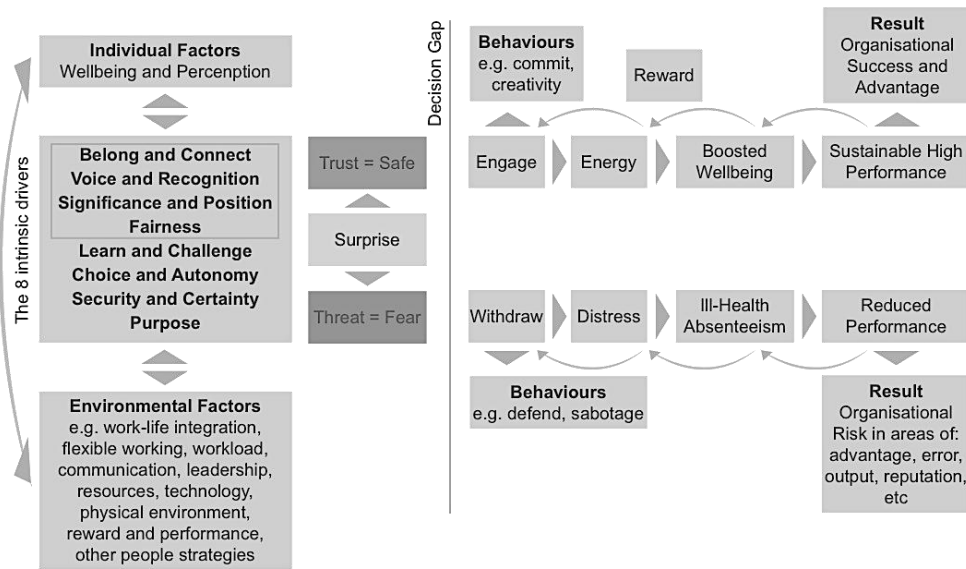 Individual Factors
Wellbeing and Percenption
The 8 intrinsic drivers
Belong and Connect
Voice and Recognition
Significance and Position
Fairness
Learn and Challenge
Choice and Autonomy
Security and Certainty
Purpose
Environmental Factors
e.g. work-life integration,
flexible working, workload,
communication, leadership,
resources, technology,
physical environment,
reward and performance,
other people strategies
Trust = Safe
Surprise
Threat = Fear
Decision Gap
Behaviours
e.g. commit,
creativity
Reward
Result
Organisational
Success and
Advantage
Engage
Energy
Boosted
Wellbeing
Sustainable High
Performance
Withdraw
Distress
Ill-Health
Absenteeism
Reduced
Performance
Behaviours
e.g. defend, sabotage
Result
Organisational
Risk in areas of:
advantage, error,
output, reputation,
etc